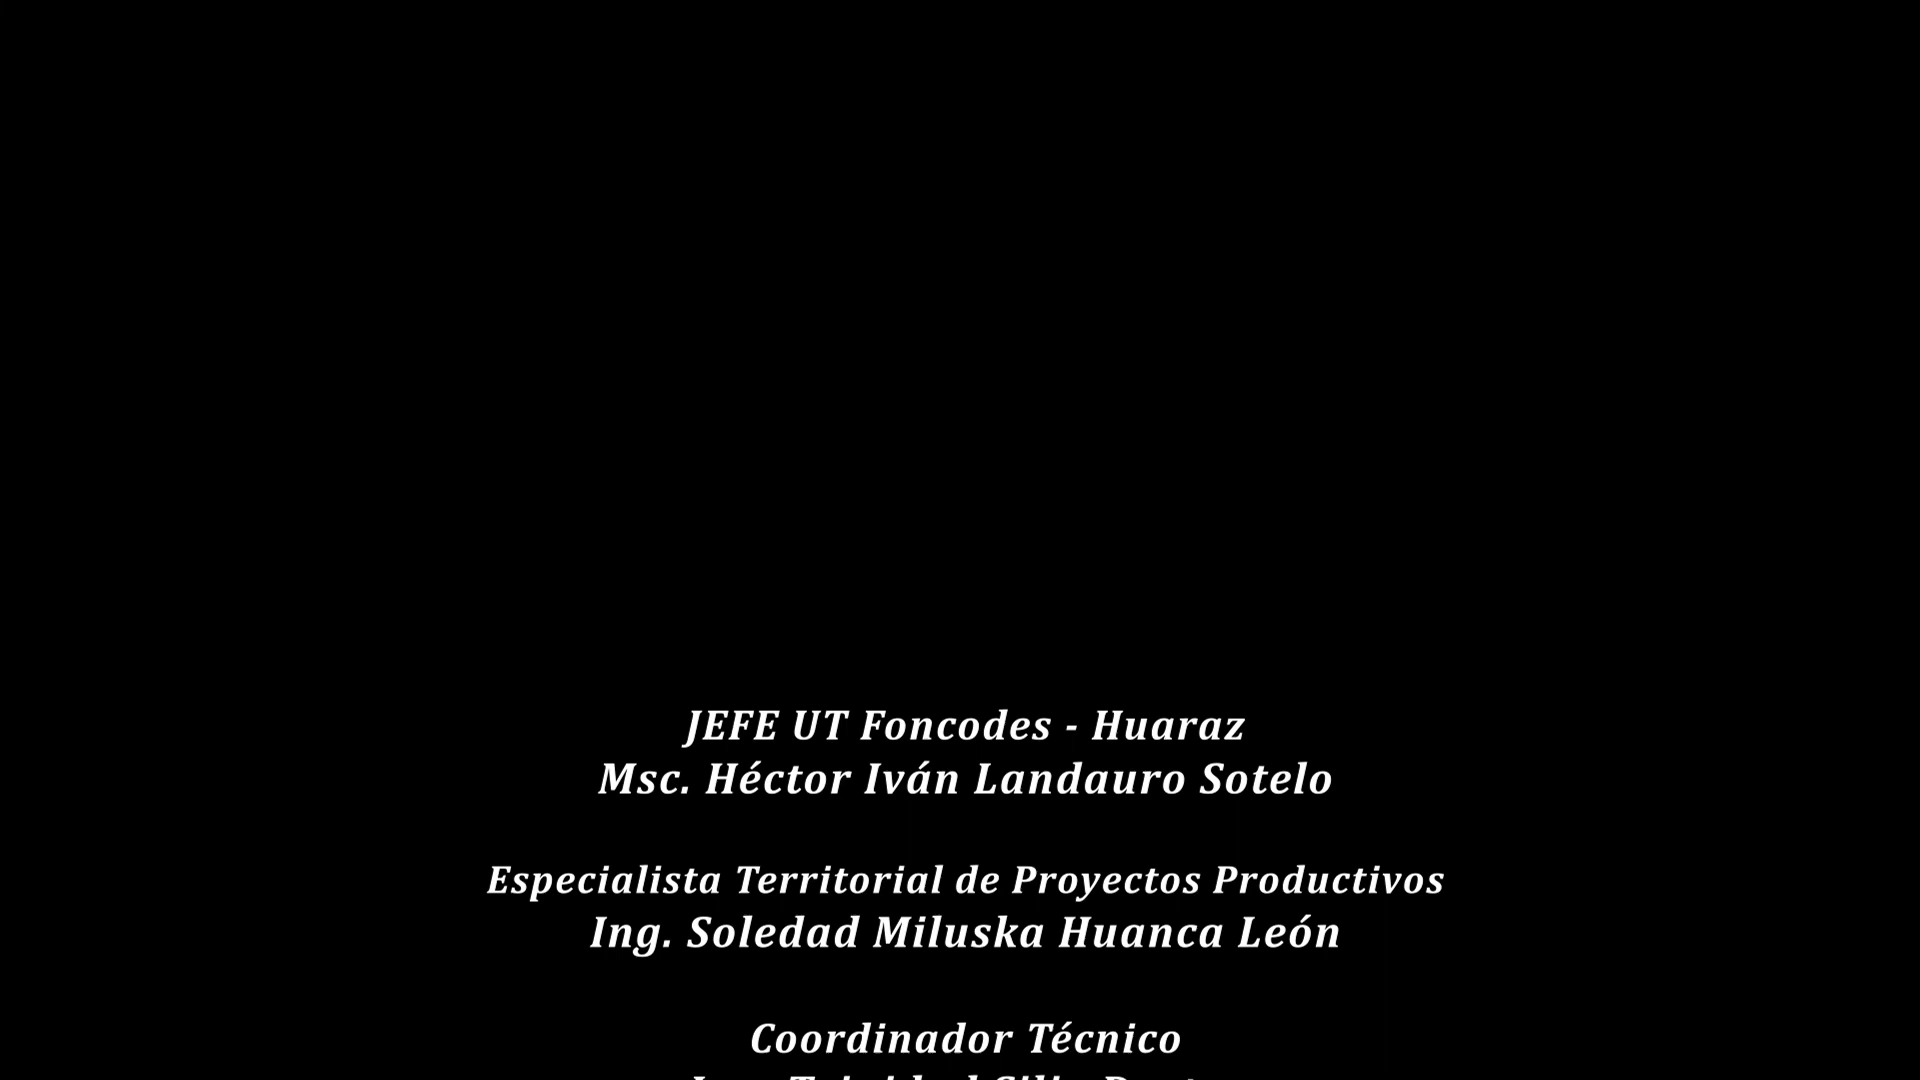 JEFE UT Foncodes - Huaraz
Msc. Héctor Iván Landauro Sotelo
Especialista Territorial de Proyectos Productivos
Ing. Soledad Miluska Huanca León
Coordinador Técnico